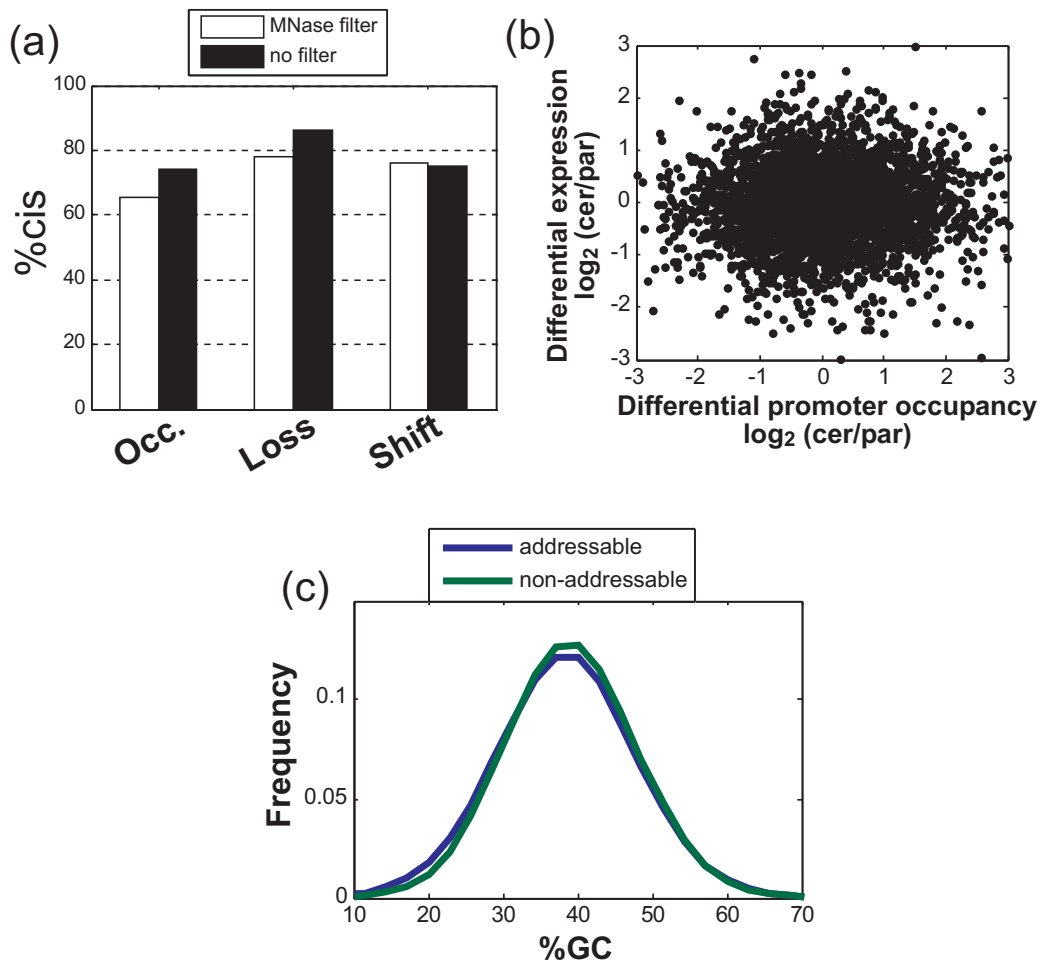 (a)
MNase filter
no filter
100
80
60
40
20
0
%cis
Occ.
Loss
Shift
(b)
3
2
1
0
-1
-2
-3
Differential expression
log2 (cer/par)
-3
-2
-1
0
1
2
3
Differential promoter occupancy
log2 (cer/par)
addressable
non-addressable
(c)
0.1
0.05
0
Frequency
10
20
30
40
50
60
70
%GC